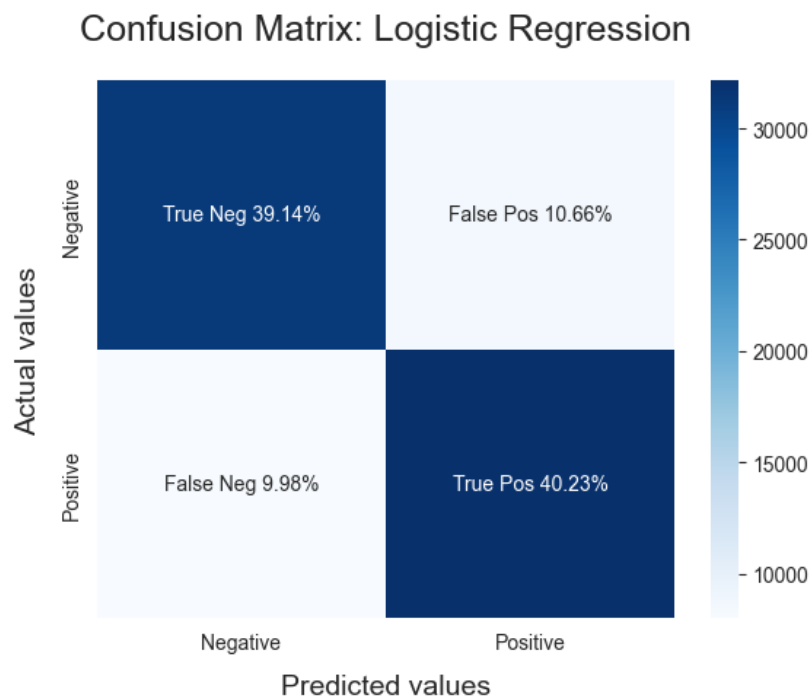 Confusion Matrix: Logistic Regression
Actual values
Negative
Positive
True Neg 39.14%
False Pos 10.66%
False Neg 9.98%
True Pos 40.23%
Negative
Positive
Predicted values
30000
25000
20000
15000
10000